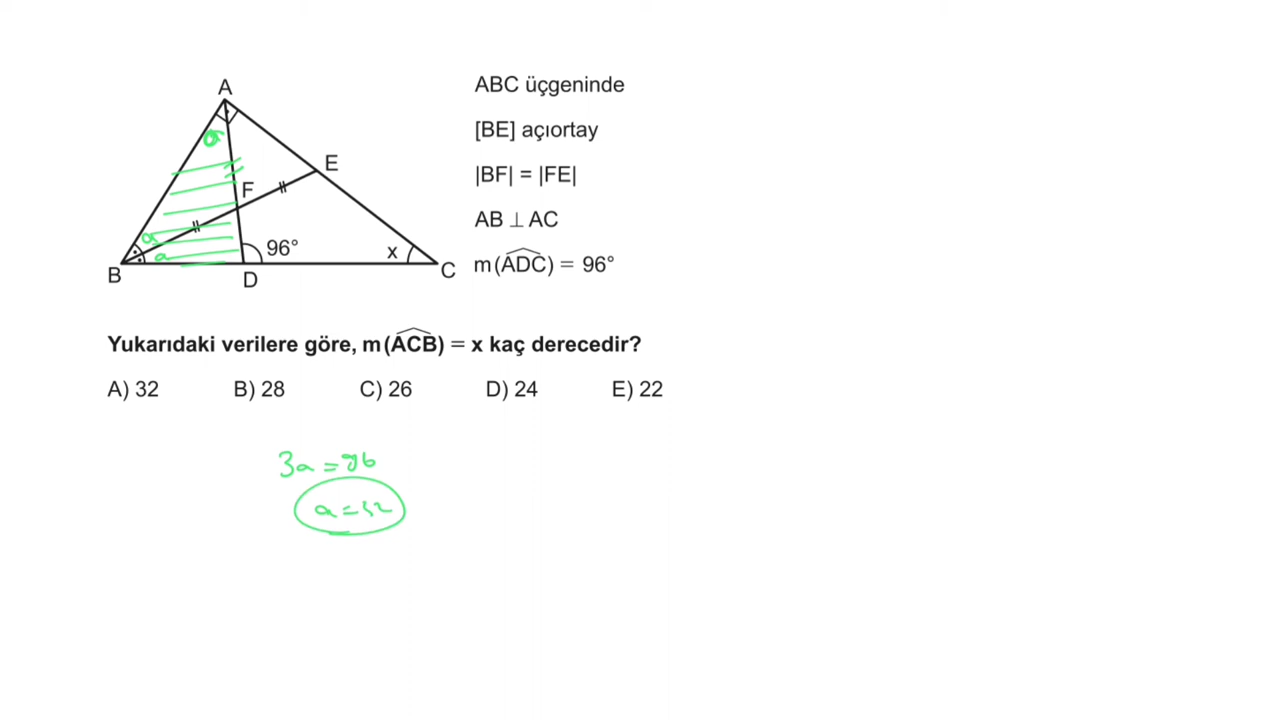 A
ABC üçgeninde
a
[BE] açıortay
E
|BF| = |FE|
F
AB ⊥ AC
a
a
96°
x
B
D
C
m(ADC) = 96°
Yukarıdaki verilere göre, m(ACB) = x kaç derecedir?
A) 32 B) 28 C) 26 D) 24 E) 22
3a = 96
a = 32